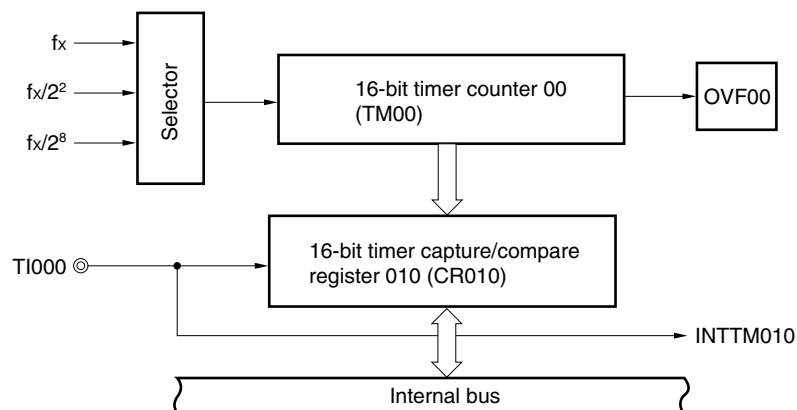 fx
fx/2²
fx/2⁸
Selector
16-bit timer counter 00
(TM00)
OVF00
16-bit timer capture/compare
register 010 (CR010)
TI000
INTTM010
Internal bus